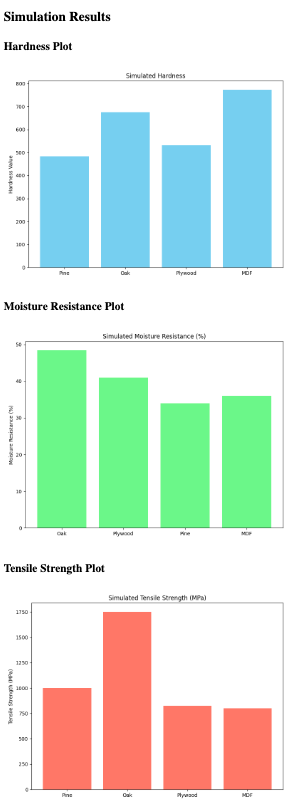 Simulation Results
Hardness Plot
Simulated Hardness
Hardness Value
800
700
600
500
400
300
200
100
0
Pine Oak Plywood MDF
Moisture Resistance Plot
Simulated Moisture Resistance (%)
Moisture Resistance (%)
50
40
30
20
10
0
Oak Plywood Pine MDF
Tensile Strength Plot
Simulated Tensile Strength (MPa)
Tensile Strength (MPa)
1750
1500
1250
1000
750
500
250
0
Pine Oak Plywood MDF